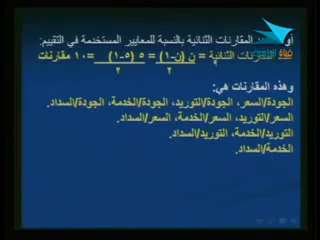 المقارنات الثنائية بالنسبة للمعايير المستخدمة في التقييم:
الثنائية = ن (ن-١) = ٥ (٥-١) = ١٠ مقارنات
٢ ٢
وهذه المقارنات هي:
الجودة/السعر، الجودة/التوريد، الجودة/الخدمة، الجودة/السداد.
السعر/التوريد، السعر/الخدمة، السعر/السداد.
التوريد/الخدمة، التوريد/السداد.
الخدمة/السداد.